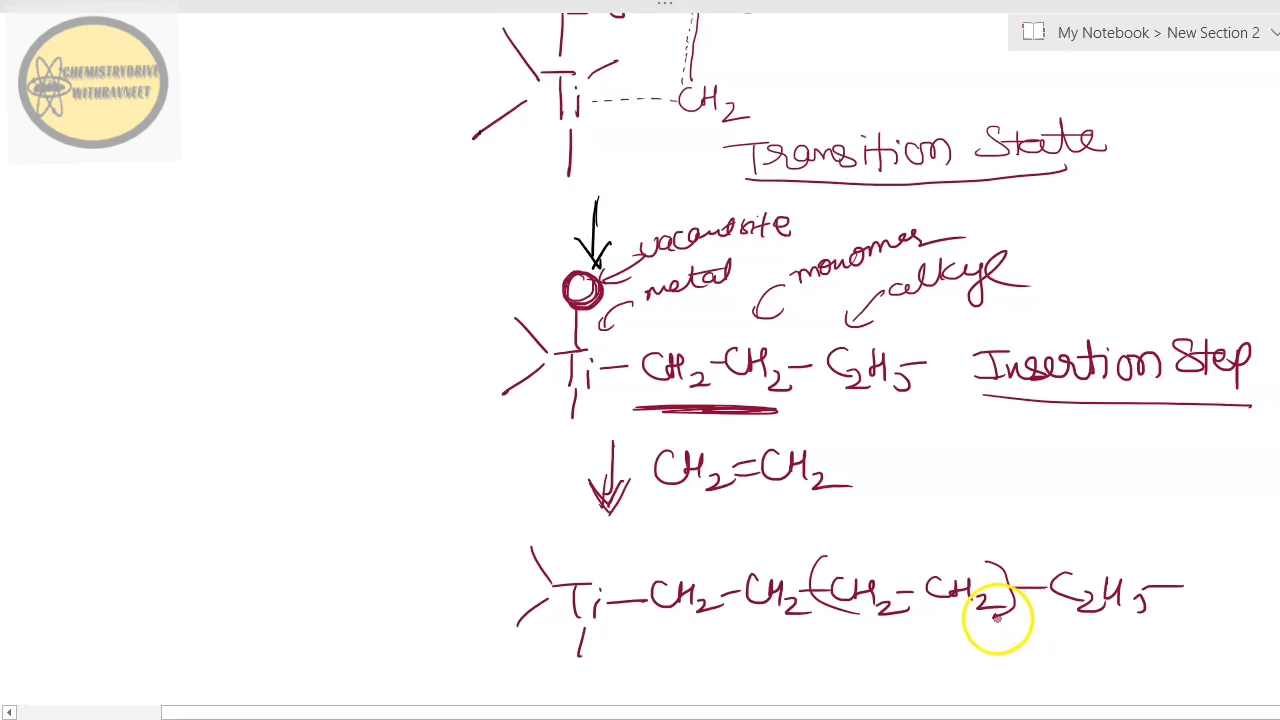 My Notebook > New Section 2
CHEMISTRYDRIVE
WITHRAVNEET
Ti CH2
Transition State
vacant site
metal monomer alkyl
Ti-CH2-CH2-C2H5 Insertion Step
CH2=CH2
Ti-CH2-CH2-(CH2-CH2)-C2H5